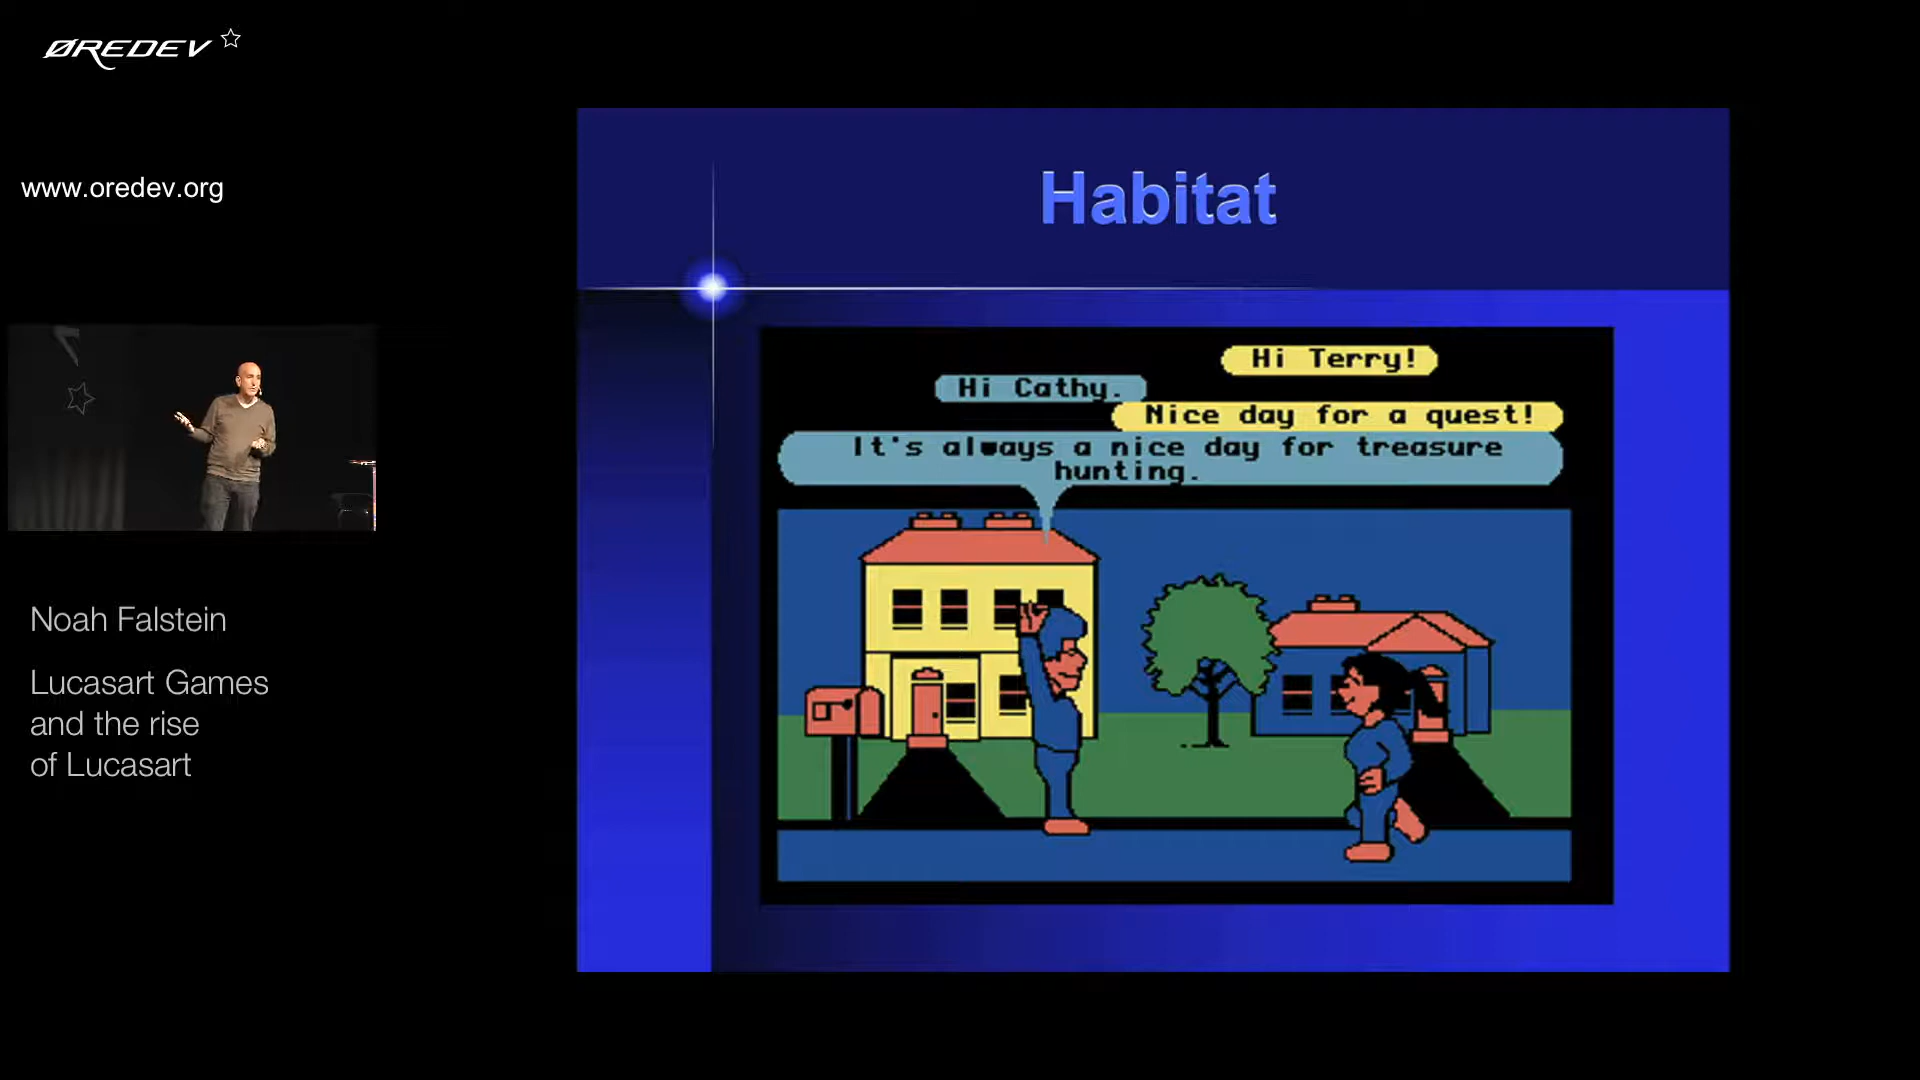 ØREDEV
www.oredev.org
Noah Falstein
Lucasart Games
and the rise
of Lucasart
Habitat
Hi Terry!
Hi Cathy.
Nice day for a quest!
It's always a nice day for treasure
hunting.